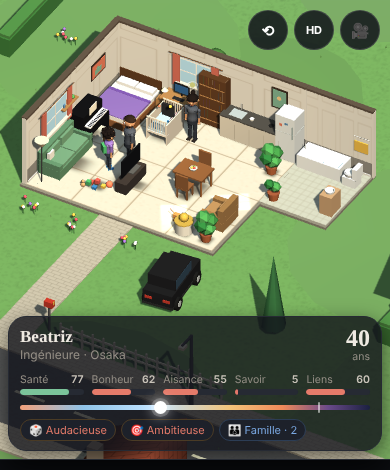 HD
Beatriz
40
Ingénieure · Osaka
ans
Santé 77 Bonheur 62 Aisance 55 Savoir 5 Liens 60
Audacieuse Ambitieuse Famille · 2